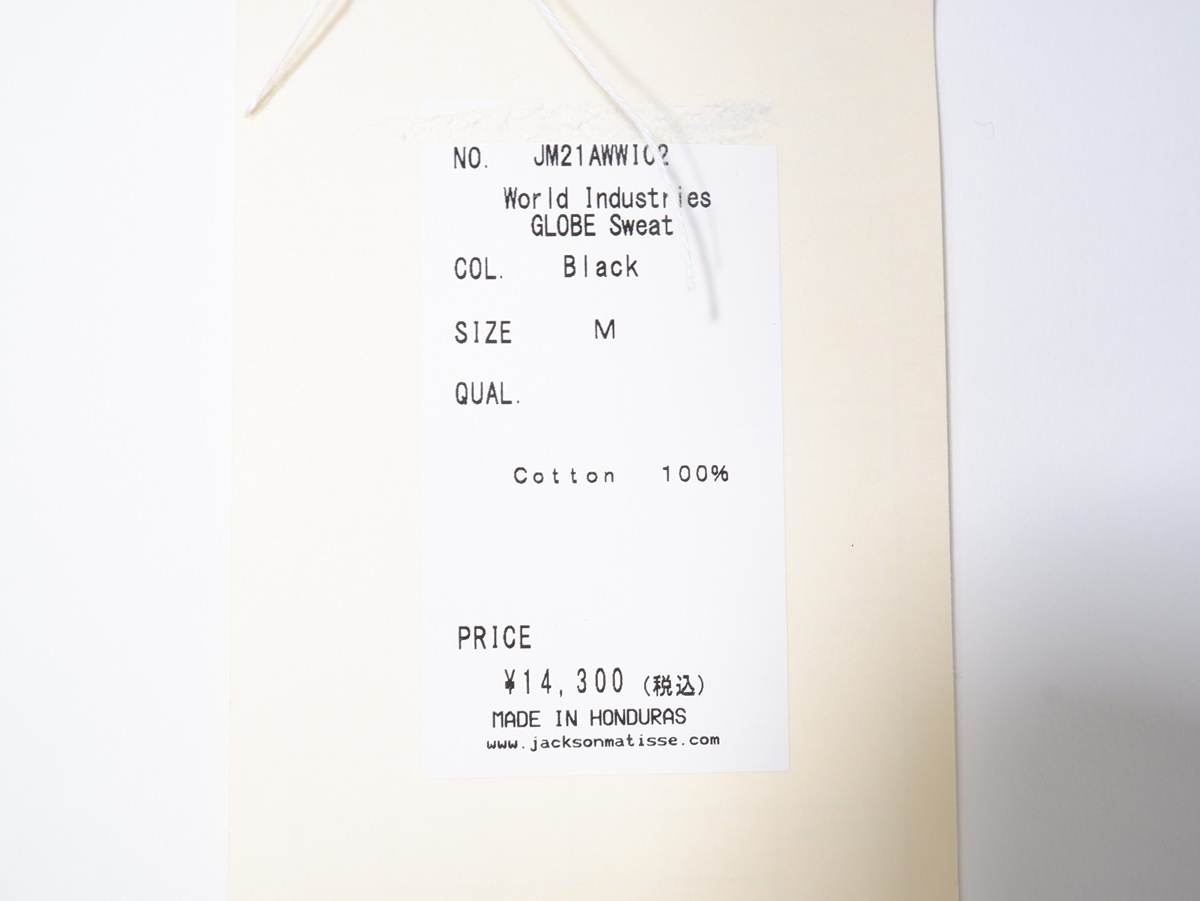 NO. JM21AWWI02
World Industries
GLOBE Sweat
COL. Black
SIZE M
QUAL.
Cotton 100%
PRICE
¥14,300 (税込)
MADE IN HONDURAS
www.jacksonmatisse.com